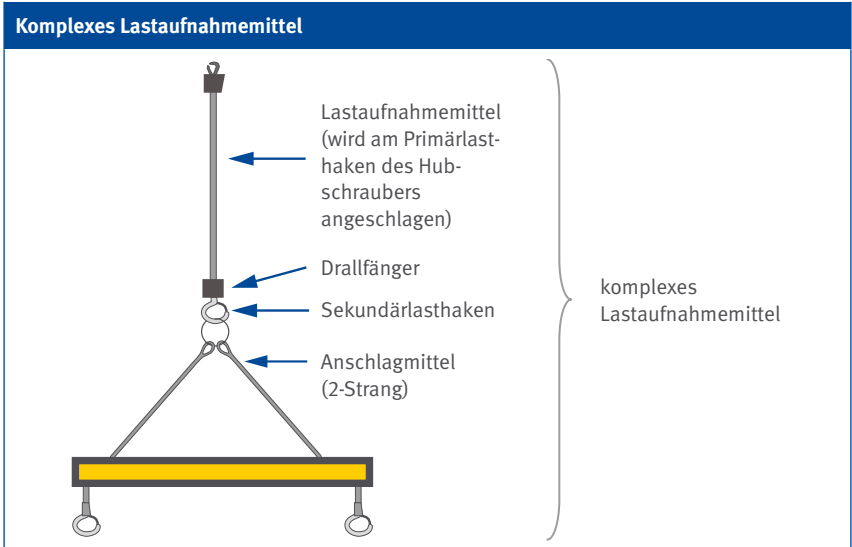 Komplexes Lastaufnahmemittel
Lastaufnahmemittel
(wird am Primärlast-
haken des Hub-
schraubers
angeschlagen)
Drallfänger
Sekundärlasthaken
Anschlagmittel
(2-Strang)
komplexes
Lastaufnahmemittel